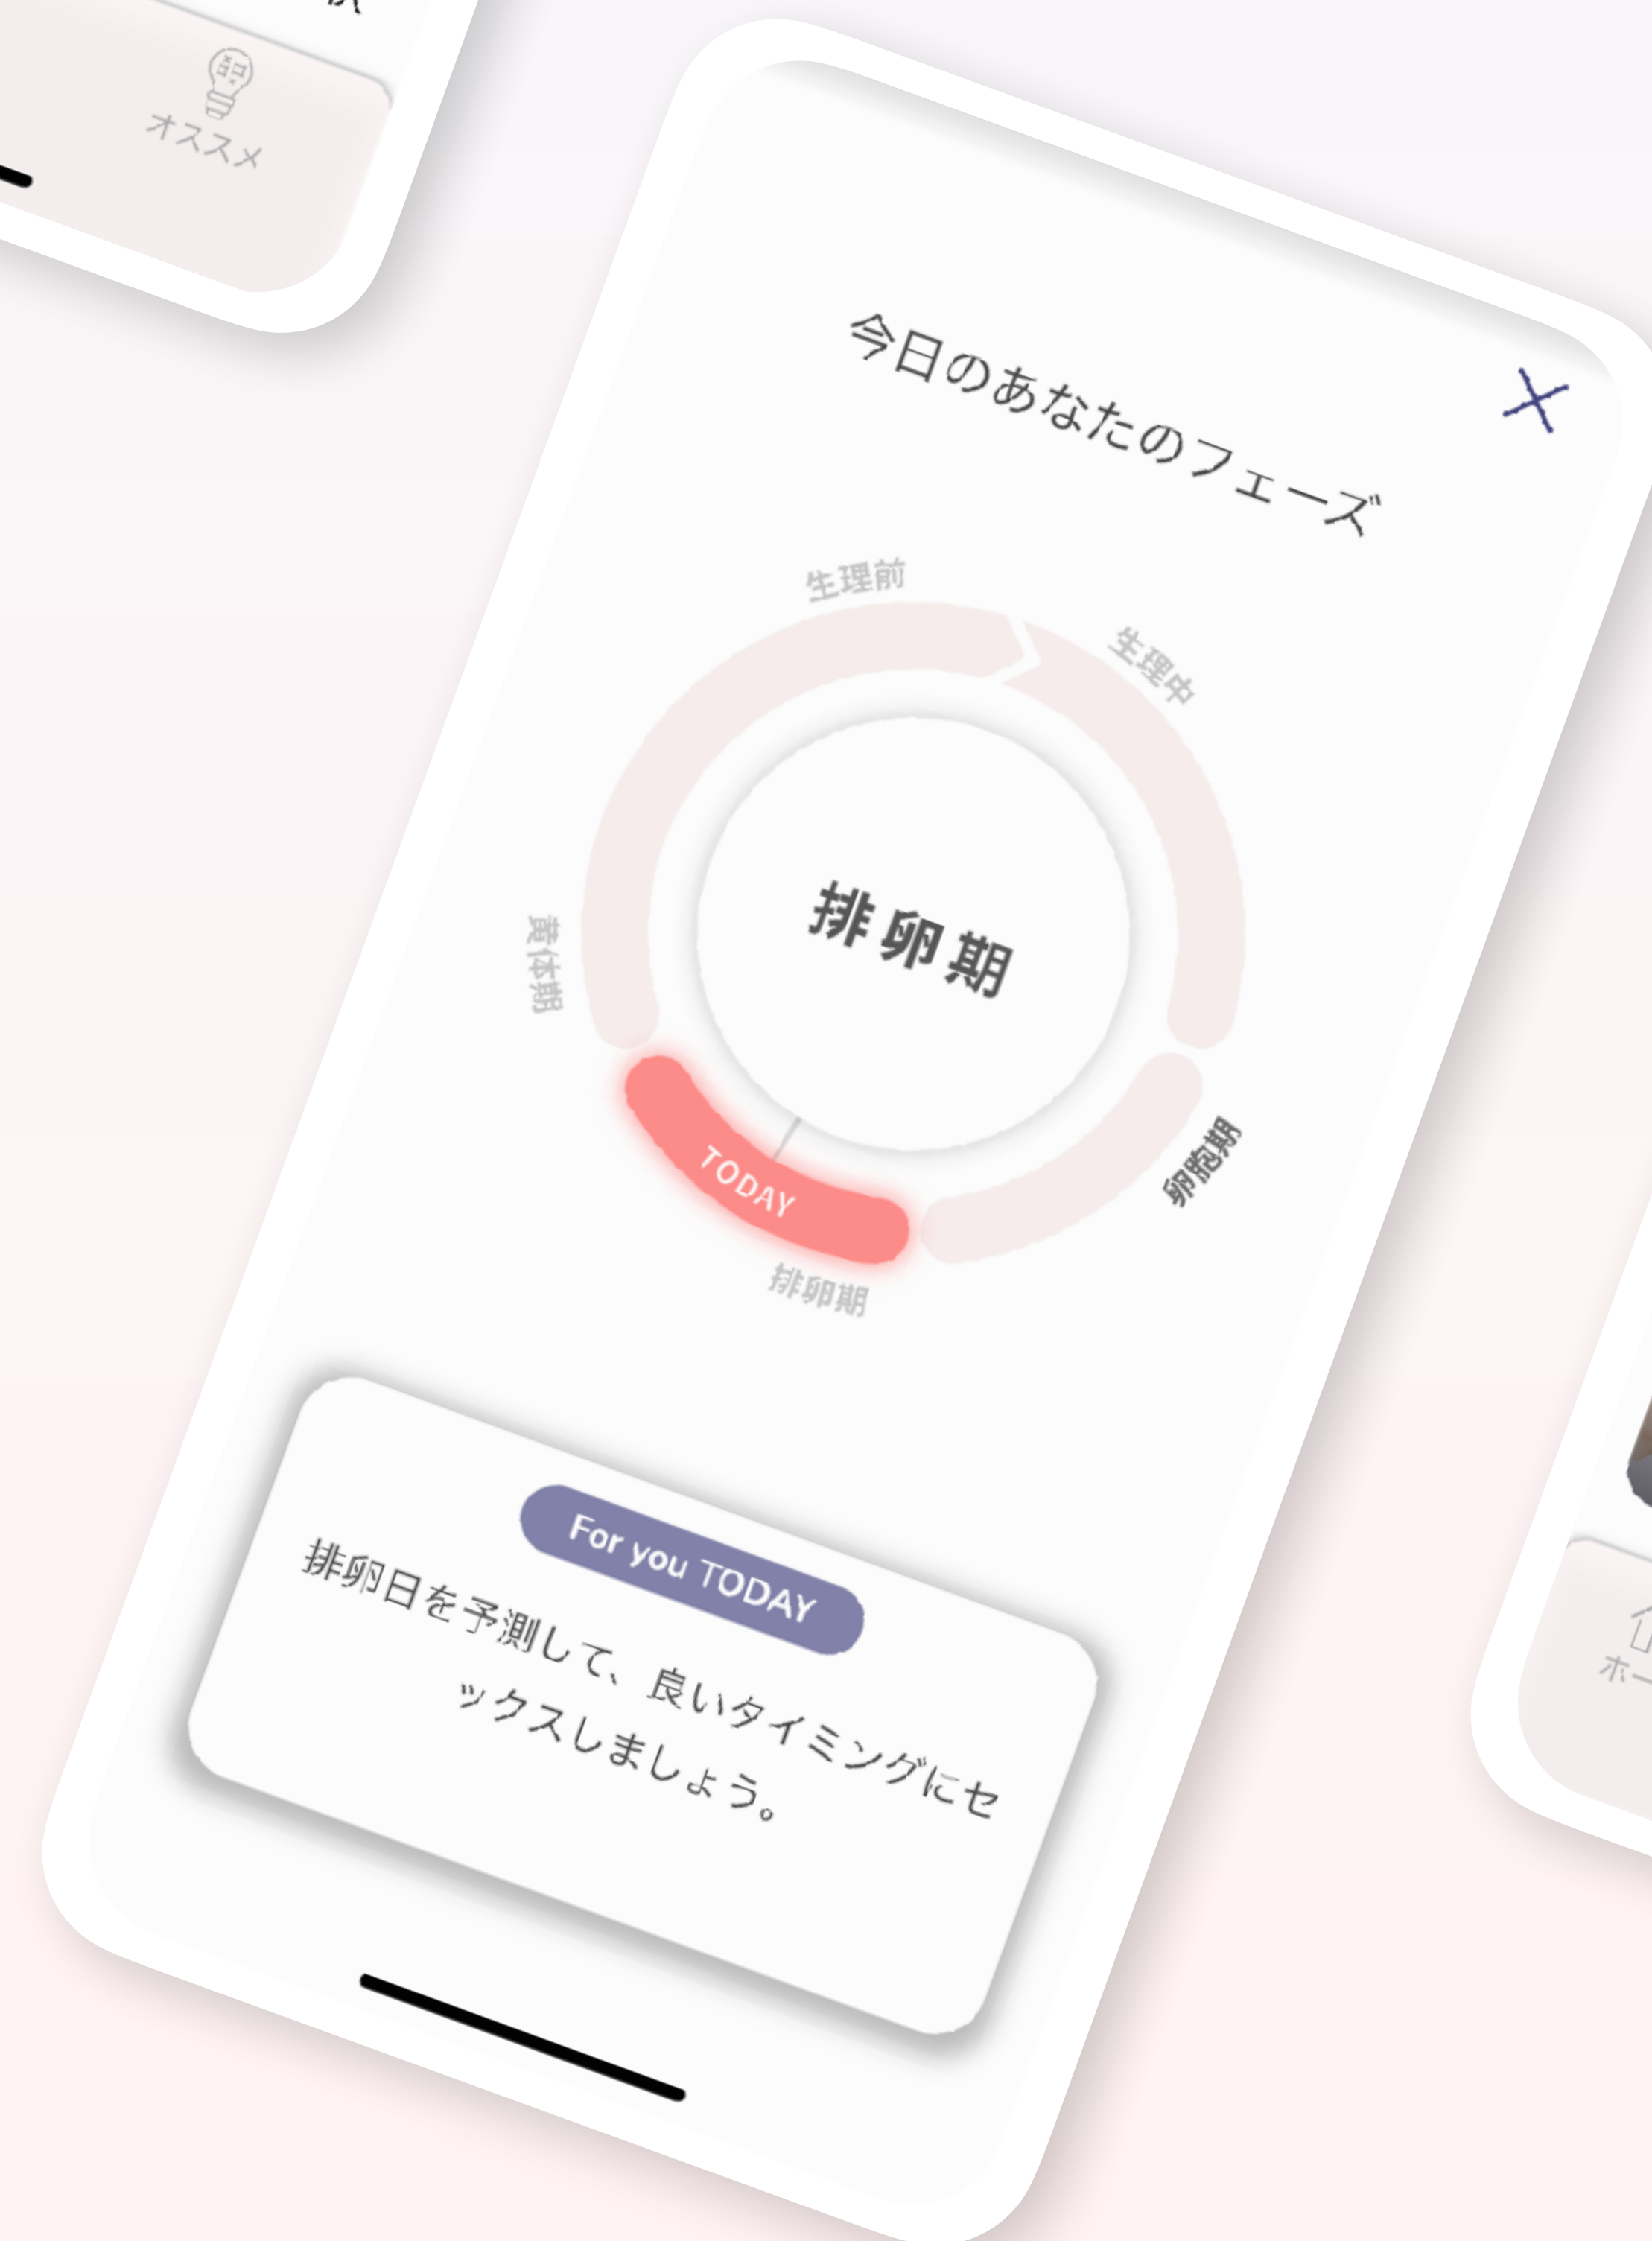 オススメ
今日のあなたのフェーズ
生理前
生理中
黄体期
排卵期
卵胞期
TODAY
排卵期
For you TODAY
排卵日を予測して、良いタイミングにセ
ックスしましょう。